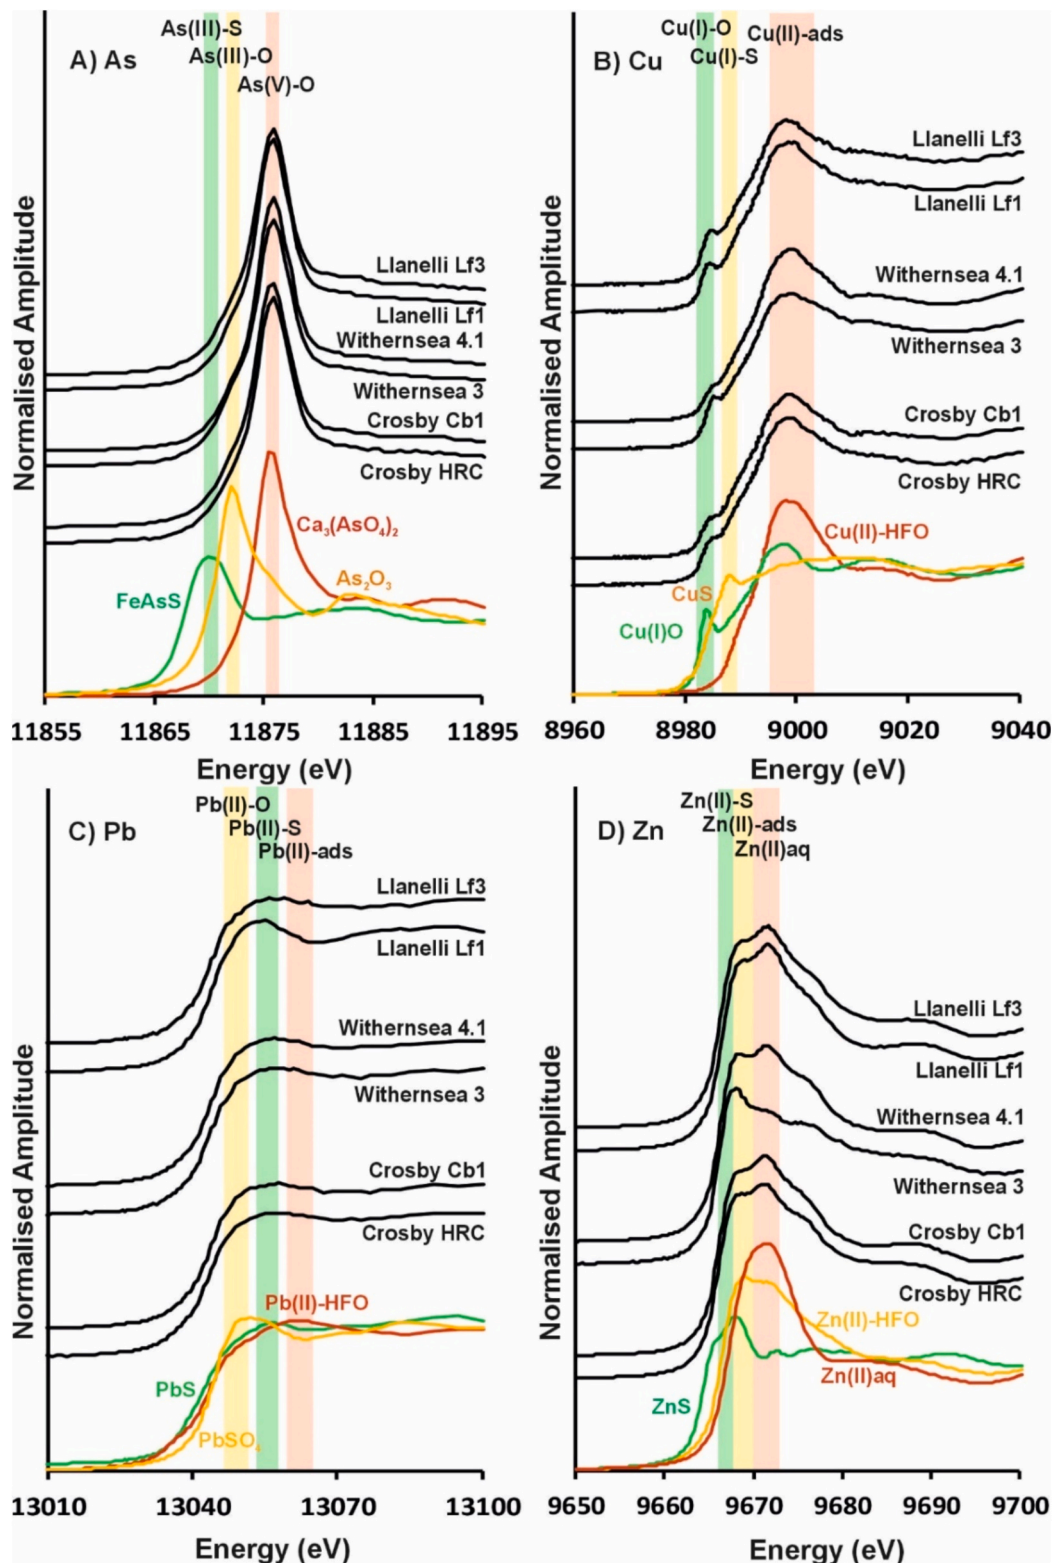 A) As
As(III)-S
As(III)-O
As(V)-O
Llanelli Lf3
Llanelli Lf1
Withernsea 4.1
Withernsea 3
Crosby Cb1
Crosby HRC
Ca₃(AsO₄)₂
As₂O₃
FeAsS
Normalised Amplitude
11855 11865 11875 11885 11895
Energy (eV)
B) Cu
Cu(I)-O
Cu(I)-S
Cu(II)-ads
Llanelli Lf3
Llanelli Lf1
Withernsea 4.1
Withernsea 3
Crosby Cb1
Crosby HRC
Cu(II)-HFO
CuS
Cu(I)O
Normalised Amplitude
8960 8980 9000 9020 9040
Energy (eV)
C) Pb
Pb(II)-O
Pb(II)-S
Pb(II)-ads
Llanelli Lf3
Llanelli Lf1
Withernsea 4.1
Withernsea 3
Crosby Cb1
Crosby HRC
Pb(II)-HFO
PbS
PbSO₄
Normalised Amplitude
13010 13040 13070 13100
Energy (eV)
D) Zn
Zn(II)-S
Zn(II)-ads
Zn(II)aq
Llanelli Lf3
Llanelli Lf1
Withernsea 4.1
Withernsea 3
Crosby Cb1
Crosby HRC
Zn(II)-HFO
Zn(II)aq
ZnS
Normalised Amplitude
9650 9660 9670 9680 9690 9700
Energy (eV)